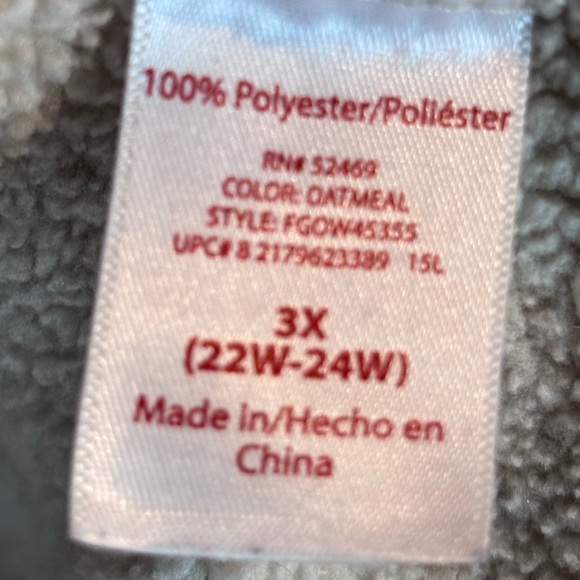 100% Polyester/Poliéster
RN# 52469
COLOR: OATMEAL
STYLE: FGOW45355
UPC# 8 2179623389 15L
3X
(22W-24W)
Made in/Hecho en
China